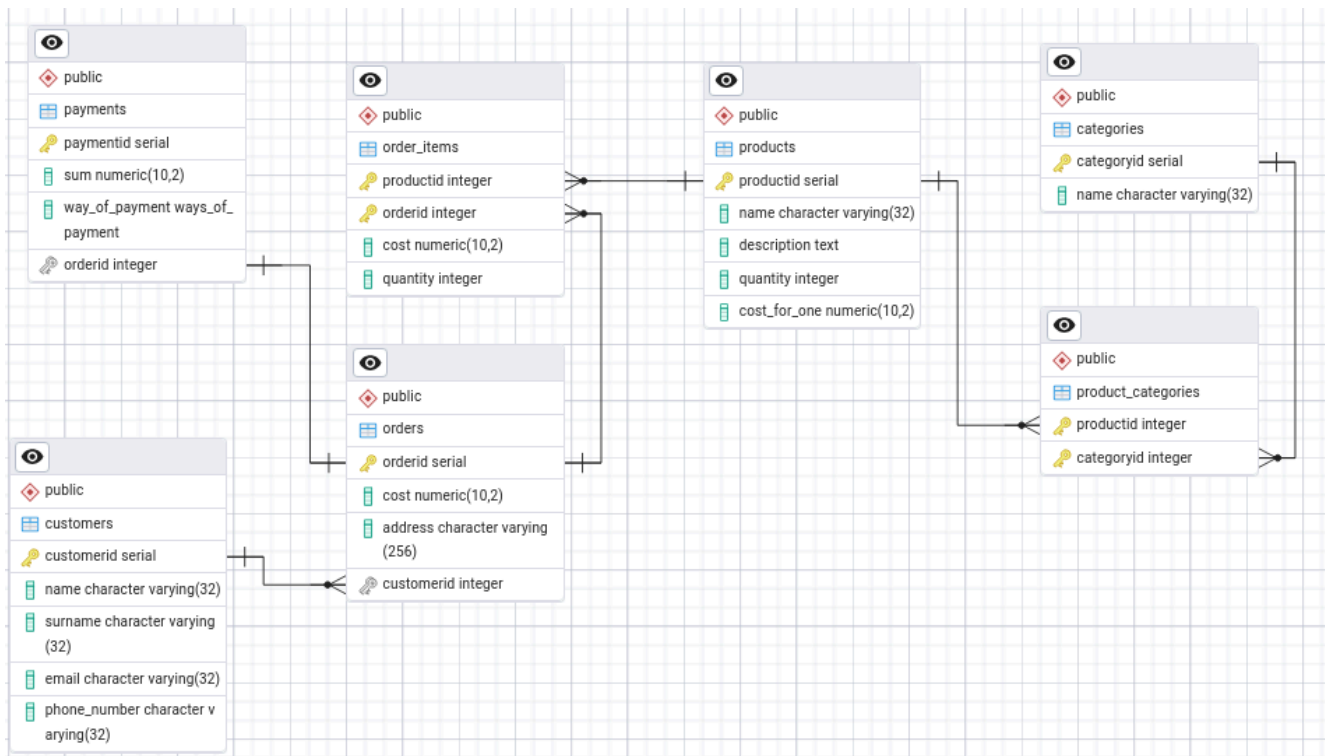 public
payments
paymentid serial
sum numeric(10,2)
way_of_payment ways_of_
payment
orderid integer
public
order_items
productid integer
orderid integer
cost numeric(10,2)
quantity integer
public
products
productid serial
name character varying(32)
description text
quantity integer
cost_for_one numeric(10,2)
public
categories
categoryid serial
name character varying(32)
public
customers
customerid serial
name character varying(32)
surname character varying
(32)
email character varying(32)
phone_number character v
arying(32)
public
orders
orderid serial
cost numeric(10,2)
address character varying
(256)
customerid integer
public
product_categories
productid integer
categoryid integer